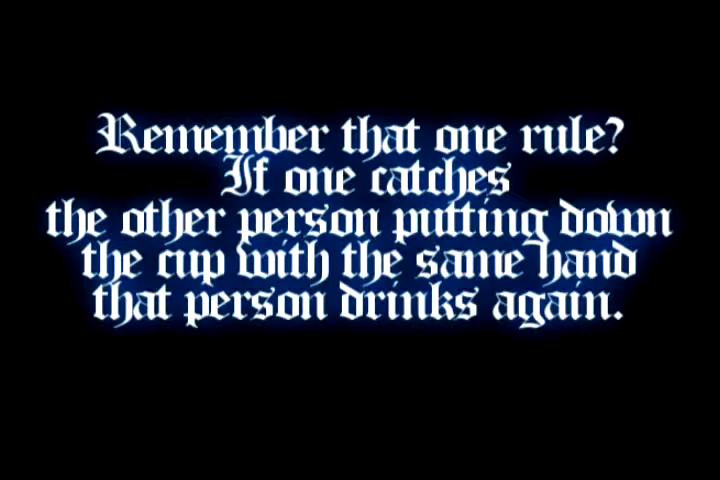 Remember that one rule?
If one catches
the other person putting down
the cup with the same hand
that person drinks again.